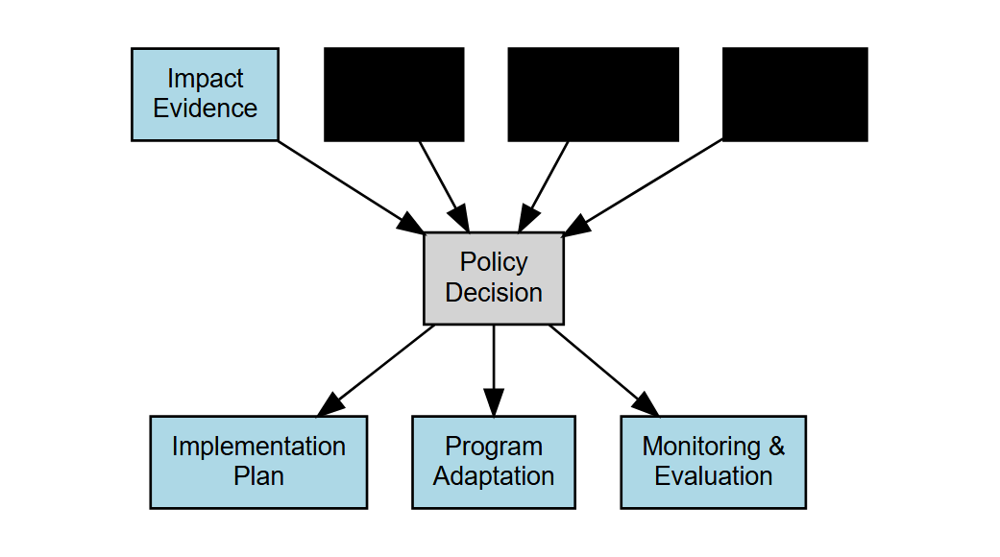 Impact
Evidence
Policy
Decision
Implementation
Plan
Program
Adaptation
Monitoring &
Evaluation